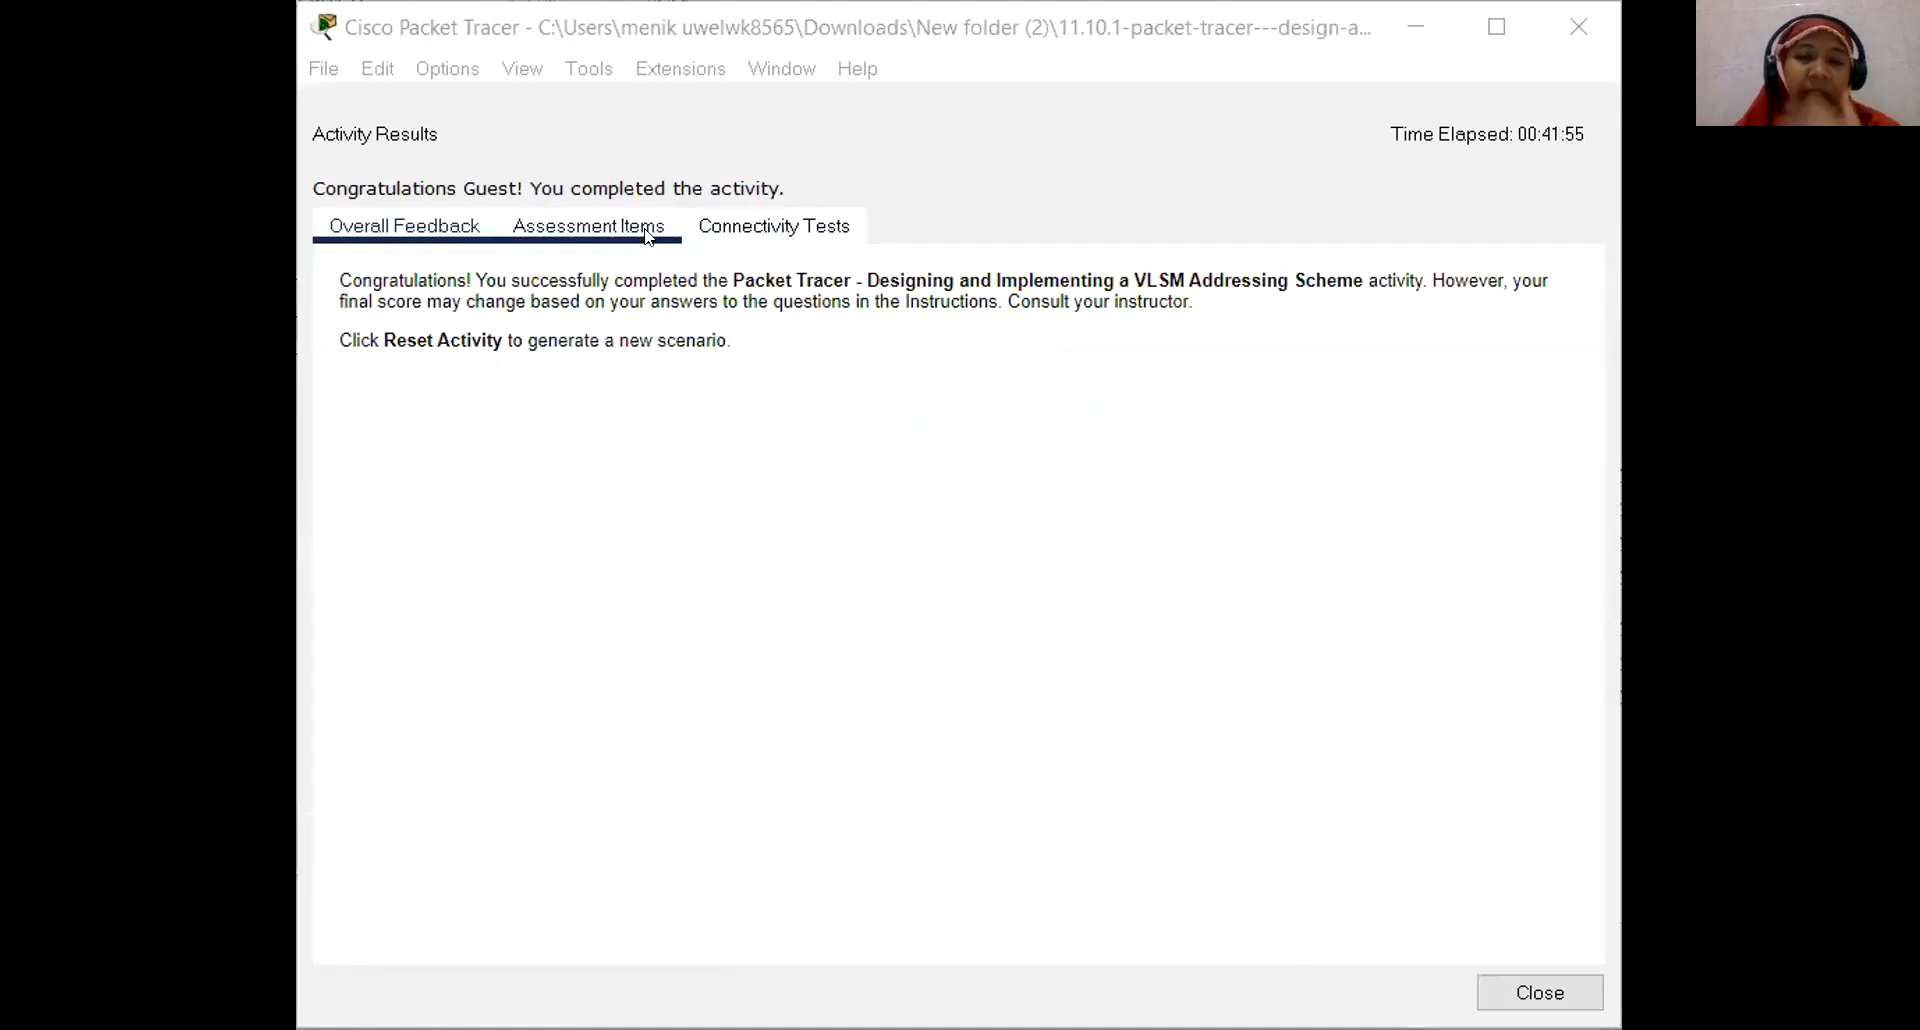 Cisco Packet Tracer - C:\Users\menik uwelwk8565\Downloads\New folder (2)\11.10.1-packet-tracer---design-a...
File Edit Options View Tools Extensions Window Help
Activity Results Time Elapsed: 00:41:55
Congratulations Guest! You completed the activity.
Overall Feedback Assessment Items Connectivity Tests
Congratulations! You successfully completed the Packet Tracer - Designing and Implementing a VLSM Addressing Scheme activity. However, your
final score may change based on your answers to the questions in the Instructions. Consult your instructor.
Click Reset Activity to generate a new scenario.
Close